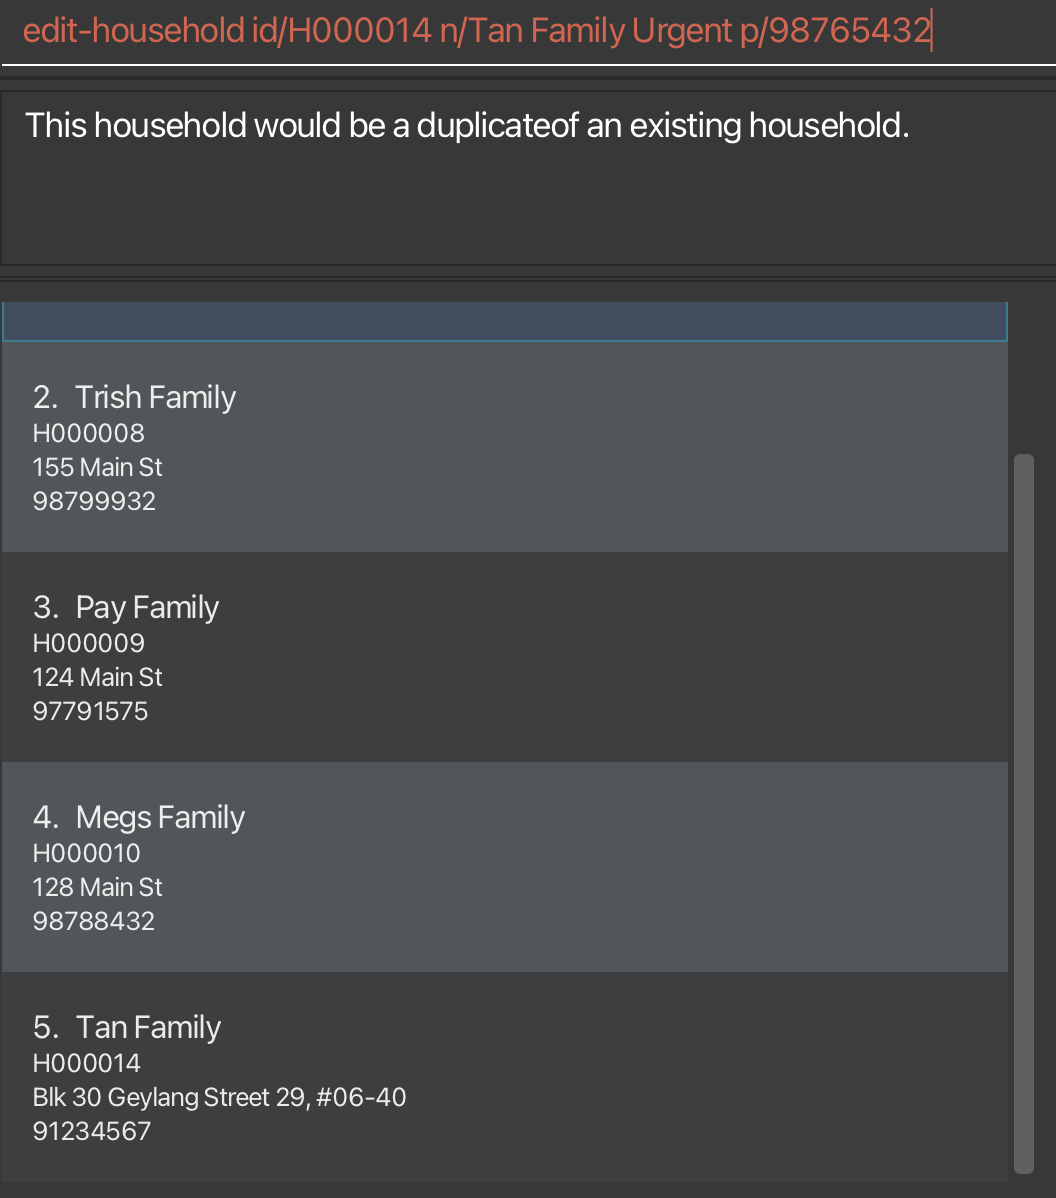 edit-household id/H000014 n/Tan Family Urgent p/98765432
This household would be a duplicateof an existing household.
2. Trish Family
H000008
155 Main St
98799932
3. Pay Family
H000009
124 Main St
97791575
4. Megs Family
H000010
128 Main St
98788432
5. Tan Family
H000014
Blk 30 Geylang Street 29, #06-40
91234567